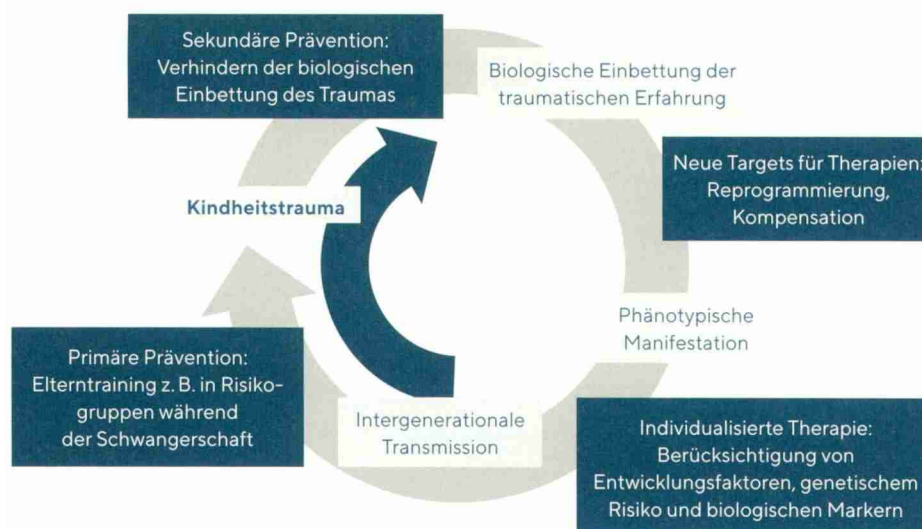 Sekundäre Prävention:
Verhindern der biologischen
Einbettung des Traumas
Biologische Einbettung der
traumatischen Erfahrung
Neue Targets für Therapien:
Reprogrammierung,
Kompensation
Kindheitstrauma
Phänotypische
Manifestation
Primäre Prävention:
Elterntraining z. B. in Risiko-
gruppen während
der Schwangerschaft
Intergenerationale
Transmission
Individualisierte Therapie:
Berücksichtigung von
Entwicklungsfaktoren, genetischem
Risiko und biologischen Markern